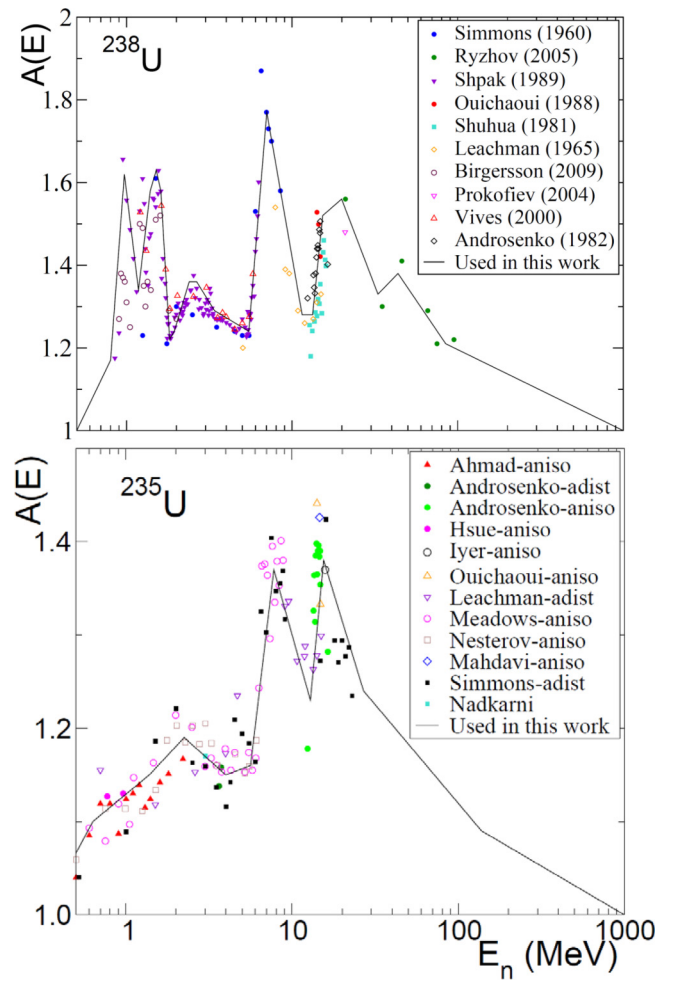 A(E)
2
1.8
1.6
1.4
1.2
1
238U
Simmons (1960)
Ryzhov (2005)
Shpak (1989)
Ouichaoui (1988)
Shuhua (1981)
Leachman (1965)
Birgersson (2009)
Prokofiev (2004)
Vives (2000)
Androsenko (1982)
Used in this work
A(E)
1.4
1.2
1.0
235U
Ahmad-aniso
Androsenko-adist
Androsenko-aniso
Hsue-aniso
Iyer-aniso
Ouichaoui-aniso
Leachman-adist
Meadows-aniso
Nesterov-aniso
Mahdavi-aniso
Simmons-adist
Nadkarni
Used in this work
1 10 100 1000
En (MeV)